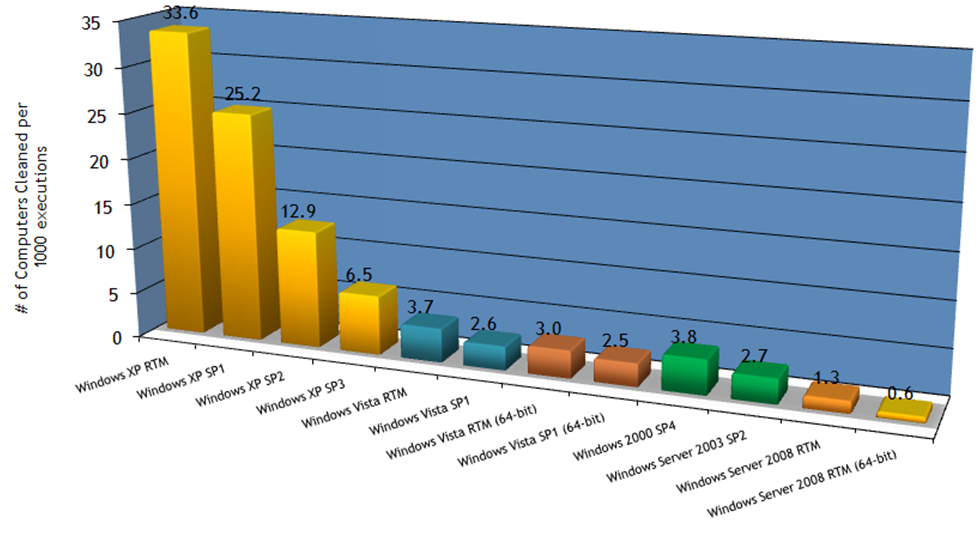 # of Computers Cleaned per
1000 executions
35
30
25
20
15
10
5
0
33.6
25.2
12.9
6.5
3.7
2.6
3.0
2.5
3.8
2.7
1.3
0.6
Windows XP RTM
Windows XP SP1
Windows XP SP2
Windows XP SP3
Windows Vista RTM
Windows Vista SP1
Windows Vista RTM (64-bit)
Windows Vista SP1 (64-bit)
Windows 2000 SP4
Windows Server 2003 SP2
Windows Server 2008 RTM
Windows Server 2008 RTM (64-bit)